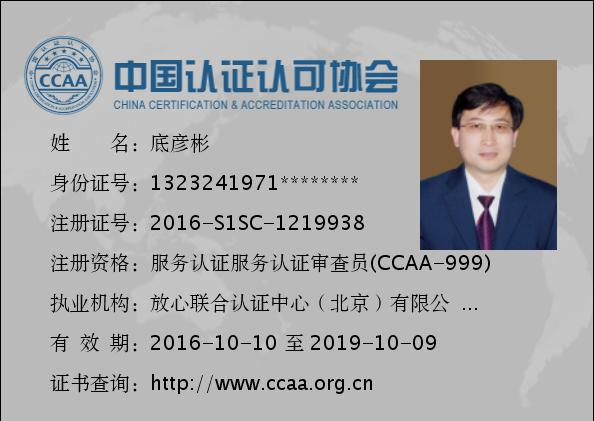 CCAA
中国认证认可协会
CHINA CERTIFICATION & ACCREDITATION ASSOCIATION
姓 名：底彦彬
身份证号：1323241971********
注册证号：2016-S1SC-1219938
注册资格：服务认证服务认证审查员(CCAA-999)
执业机构：放心联合认证中心（北京）有限公 ...
有 效 期：2016-10-10 至 2019-10-09
证书查询：http://www.ccaa.org.cn